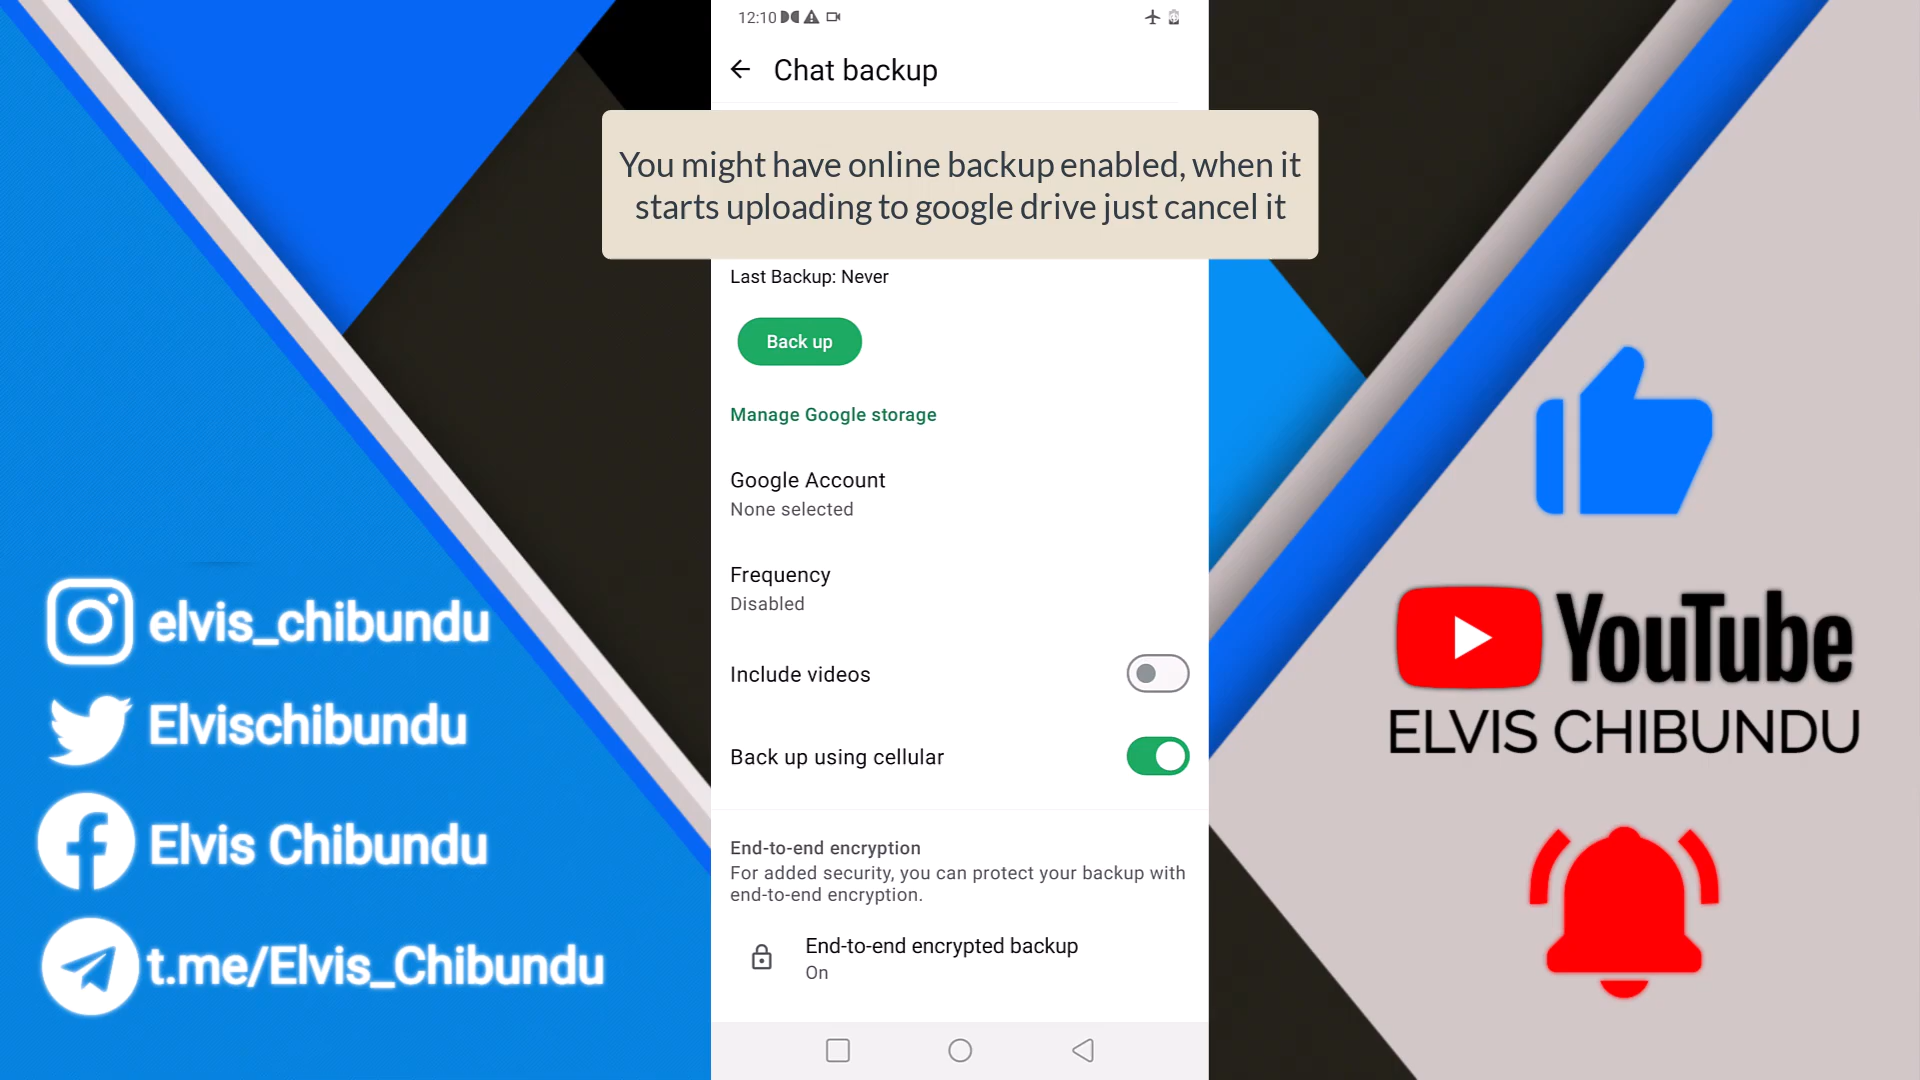 12:10
Chat backup
You might have online backup enabled, when it
starts uploading to google drive just cancel it
Last Backup: Never
Back up
Manage Google storage
Google Account
None selected
Frequency
Disabled
Include videos
Back up using cellular
End-to-end encryption
For added security, you can protect your backup with
end-to-end encryption.
End-to-end encrypted backup
On
elvis_chibundu
Elvischibundu
Elvis Chibundu
t.me/Elvis_Chibundu
YouTube
ELVIS CHIBUNDU